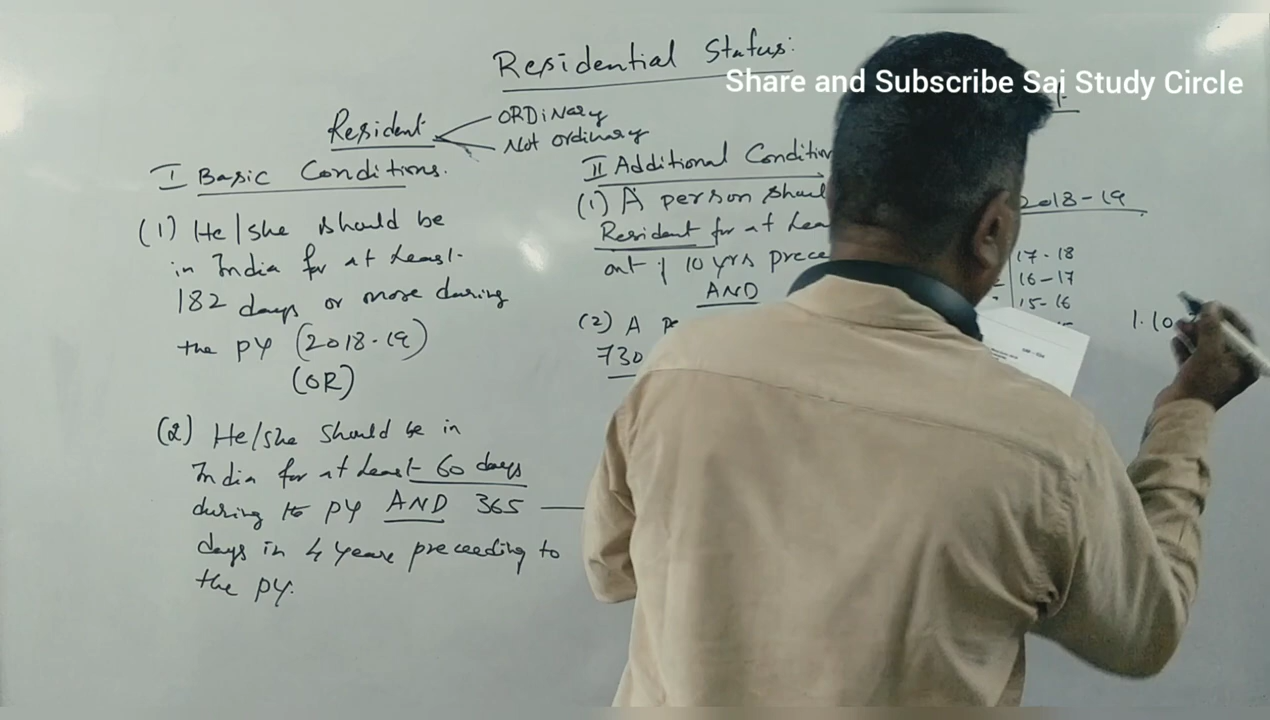 Residential Status:
Share and Subscribe Sai Study Circle
Resident
ORDiNary
Not ordinary
I Basic Conditions.
(1) He/she should be
in India for at least
182 days or more during
the PY (2018-19)
(OR)
(2) He/she should be in
India for at least 60 days
during to PY AND 365
days in 4 years preceeding to
the PY.
II Additional
(1) A person
Resident for at
out of 10 yrs
AND
(2) A
730
2018-19
17-18
16-17
15-16
1.10